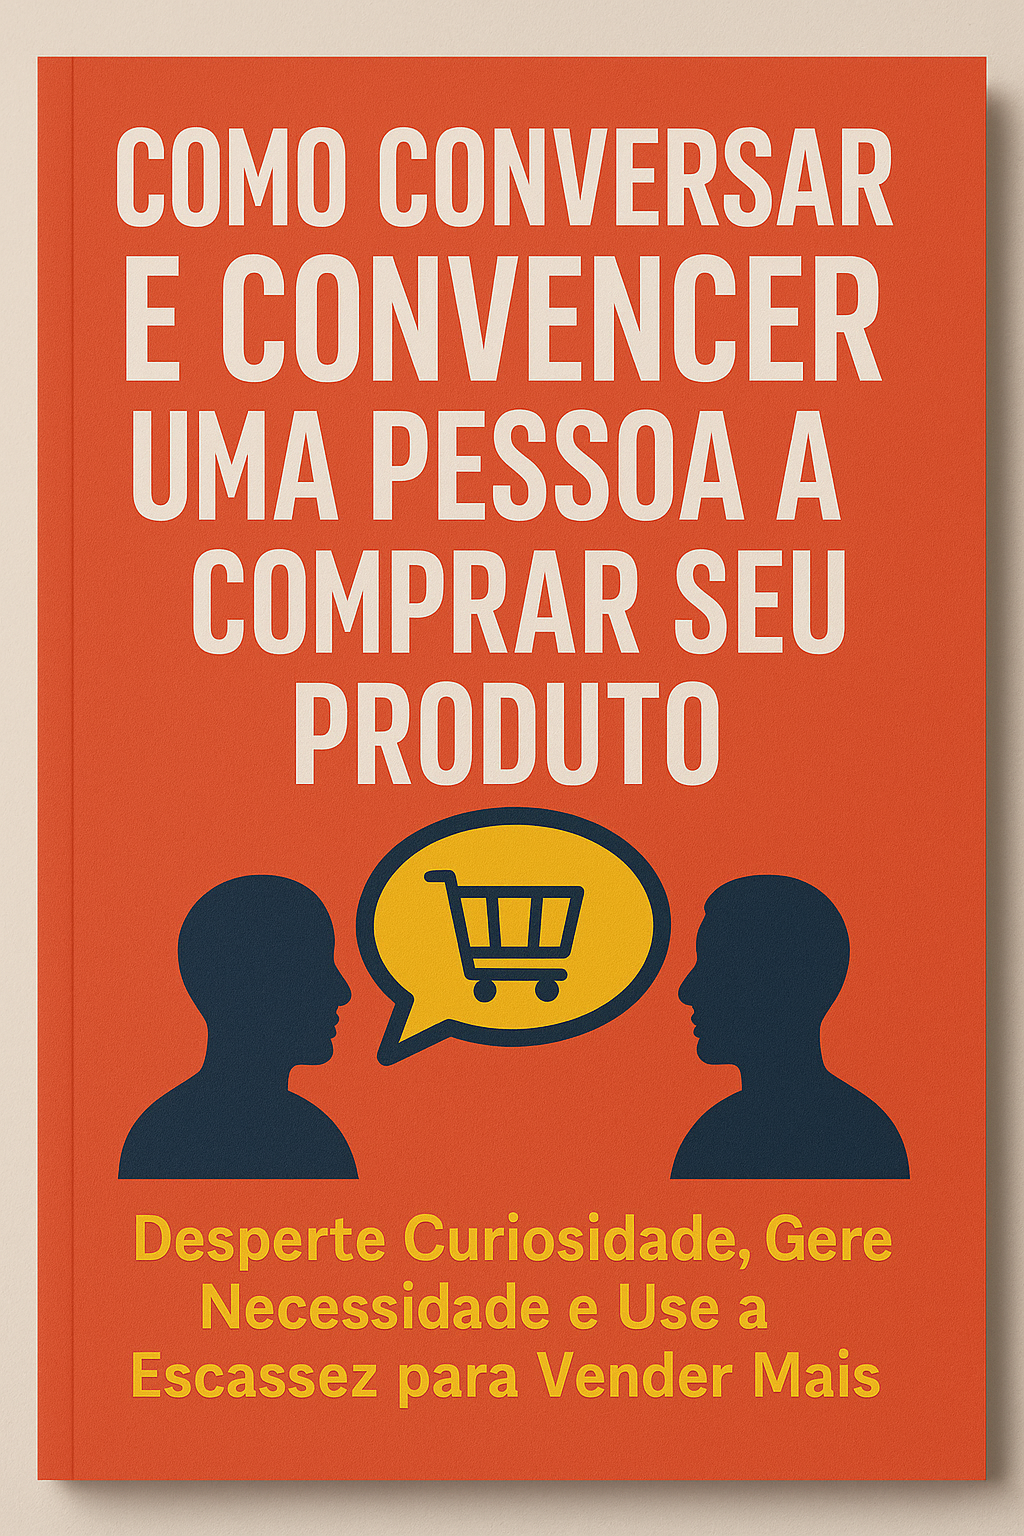 COMO CONVERSAR
E CONVENCER
UMA PESSOA A
COMPRAR SEU
PRODUTO
Desperte Curiosidade, Gere
Necessidade e Use a
Escassez para Vender Mais